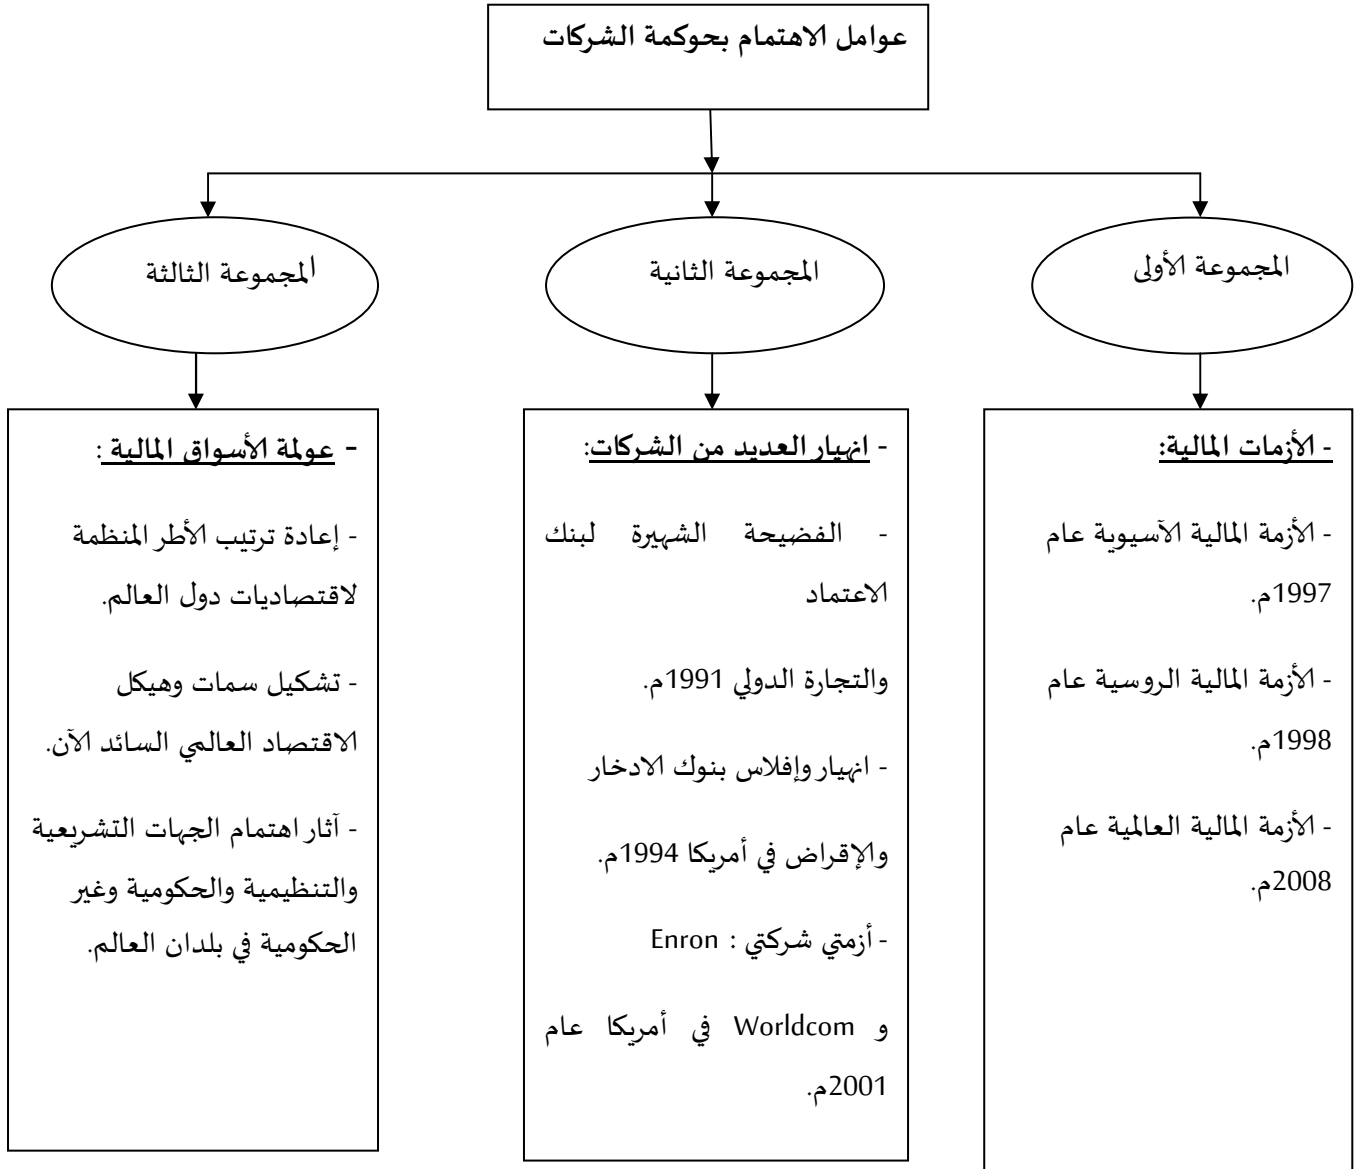 عوامل الاهتمام بحوكمة الشركات
المجموعة الأولى
المجموعة الثانية
المجموعة الثالثة
- الأزمات المالية:
- الأزمة المالية الآسيوية عام
1997م.
- الأزمة المالية الروسية عام
1998م.
- الأزمة المالية العالمية عام
2008م.
- انهيار العديد من الشركات:
- الفضيحة الشهيرة لبنك
الاعتماد
والتجارة الدولي 1991م.
- انهيار وإفلاس بنوك الادخار
والإقراض في أمريكا 1994م.
- أزمتي شركتي : Enron
و Worldcom في أمريكا عام
2001م.
- عولمة الأسواق المالية :
- إعادة ترتيب الأطر المنظمة
لاقتصاديات دول العالم.
- تشكيل سمات وهيكل
الاقتصاد العالمي السائد الآن.
- آثار اهتمام الجهات التشريعية
والتنظيمية والحكومية وغير
الحكومية في بلدان العالم.